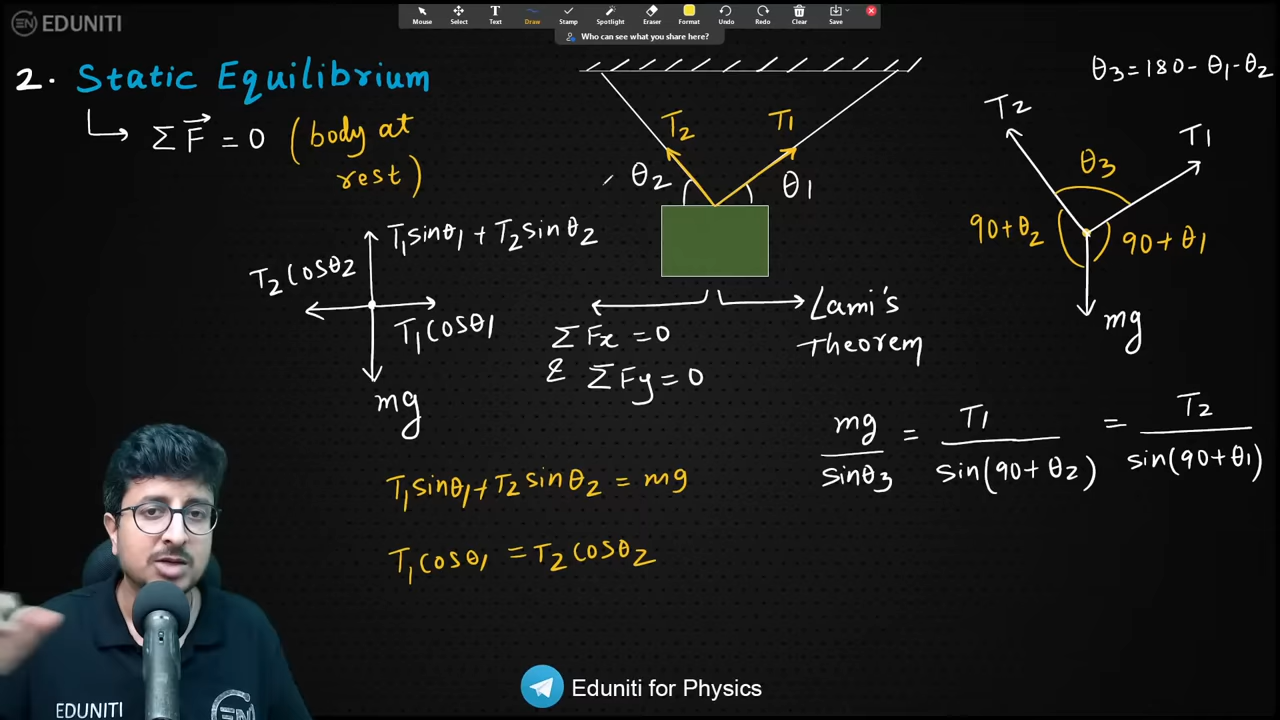 EN EDUNITI
Mouse Select Text Draw Stamp Spotlight Eraser Format Undo Redo Clear Save
Who can see what you share here?
2. Static Equilibrium
ΣF⃗ = 0 (body at
rest)
θ3=180-θ1-θ2
T2 T1
θ2 θ1
T2 T1
θ3
90+θ2 90+θ1
mg
T1sinθ1+T2sinθ2
T2cosθ2
T1cosθ1
mg
ΣFx=0
& ΣFy=0
Lami's
Theorem
mg/sinθ3 = T1/sin(90+θ2) = T2/sin(90+θ1)
T1sinθ1+T2sinθ2=mg
T1cosθ1=T2cosθ2
EDUNITI
Eduniti for Physics